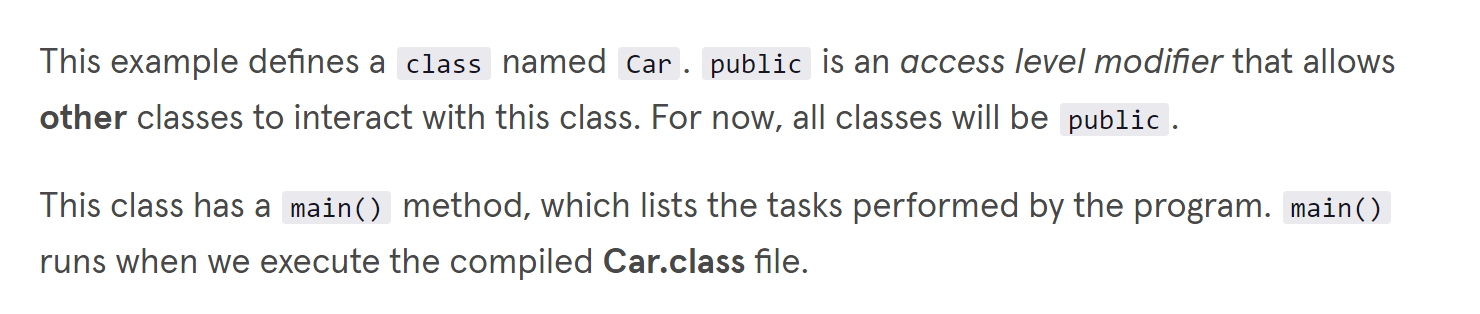 This example defines a class named Car. public is an access level modifier that allows
other classes to interact with this class. For now, all classes will be public.
This class has a main() method, which lists the tasks performed by the program. main()
runs when we execute the compiled Car.class file.